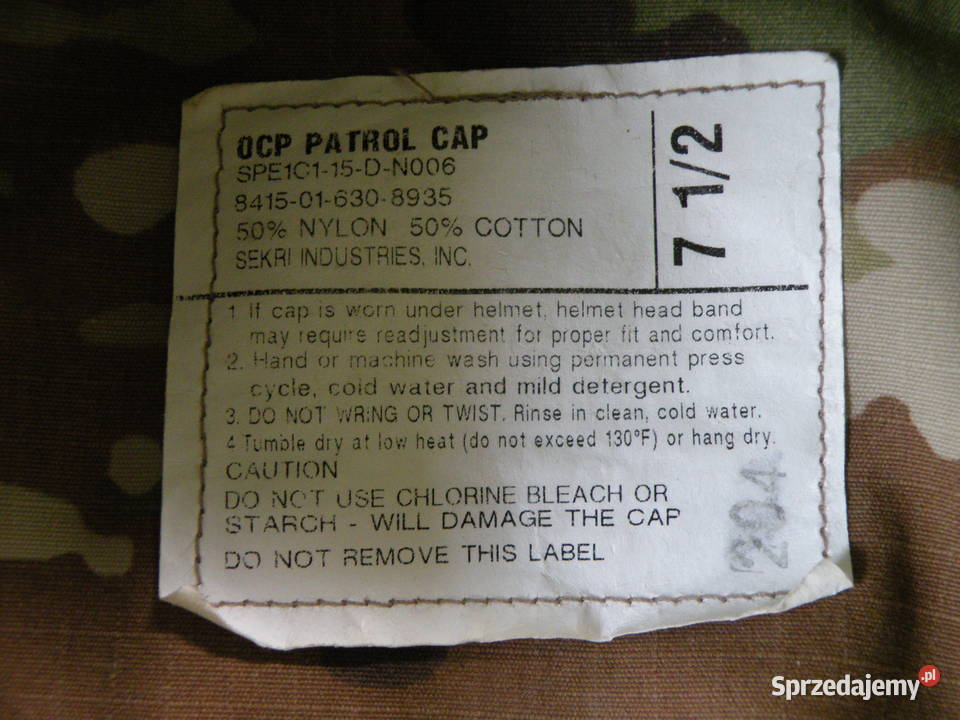 OCP PATROL CAP
SPE1C1-15-D-N006
8415-01-630-8935
50% NYLON 50% COTTON
SEKRI INDUSTRIES, INC.
7 1/2
1. If cap is worn under helmet, helmet head band
may require readjustment for proper fit and comfort.
2. Hand or machine wash using permanent press
cycle, cold water and mild detergent.
3. DO NOT WRING OR TWIST. Rinse in clean, cold water.
4 Tumble dry at low heat (do not exceed 130°F) or hang dry.
CAUTION
DO NOT USE CHLORINE BLEACH OR
STARCH - WILL DAMAGE THE CAP
DO NOT REMOVE THIS LABEL
204
Sprzedajemy.pl